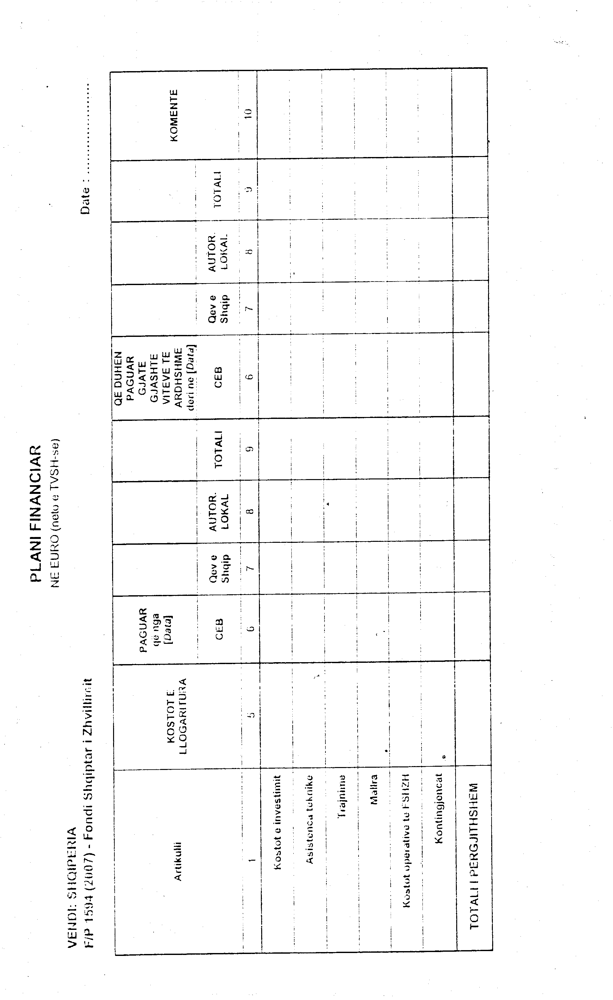 PLANI FINANCIAR
NE EURO (neto e TVSH-se)
VENDI: SHQIPERIA
F/P 1594 (2007) - Fondi Shqiptar i Zhvillimit
Date : ........................
Artikulli
KOSTOT E
LLOGARITURA
PAGUAR
që nga
[Data]
QE DUHEN
PAGUAR
GJATE
GJASHTE
VITEVE TE
ARDHSHME
deri ne [Data]
KOMENTE
CEB
Qev e
Shqip
AUTOR.
LOKAL
TOTALI
CEB
Qev e
Shqip
AUTOR.
LOKAL
TOTALI
1 5 6 7 8 9 6 7 8 9 10
Kostot e investimit
Asistenca teknike
Trajnime
Mallra
Kostot operative te FSHZH
Kontingjencat
TOTALI I PERGJITHSHEM